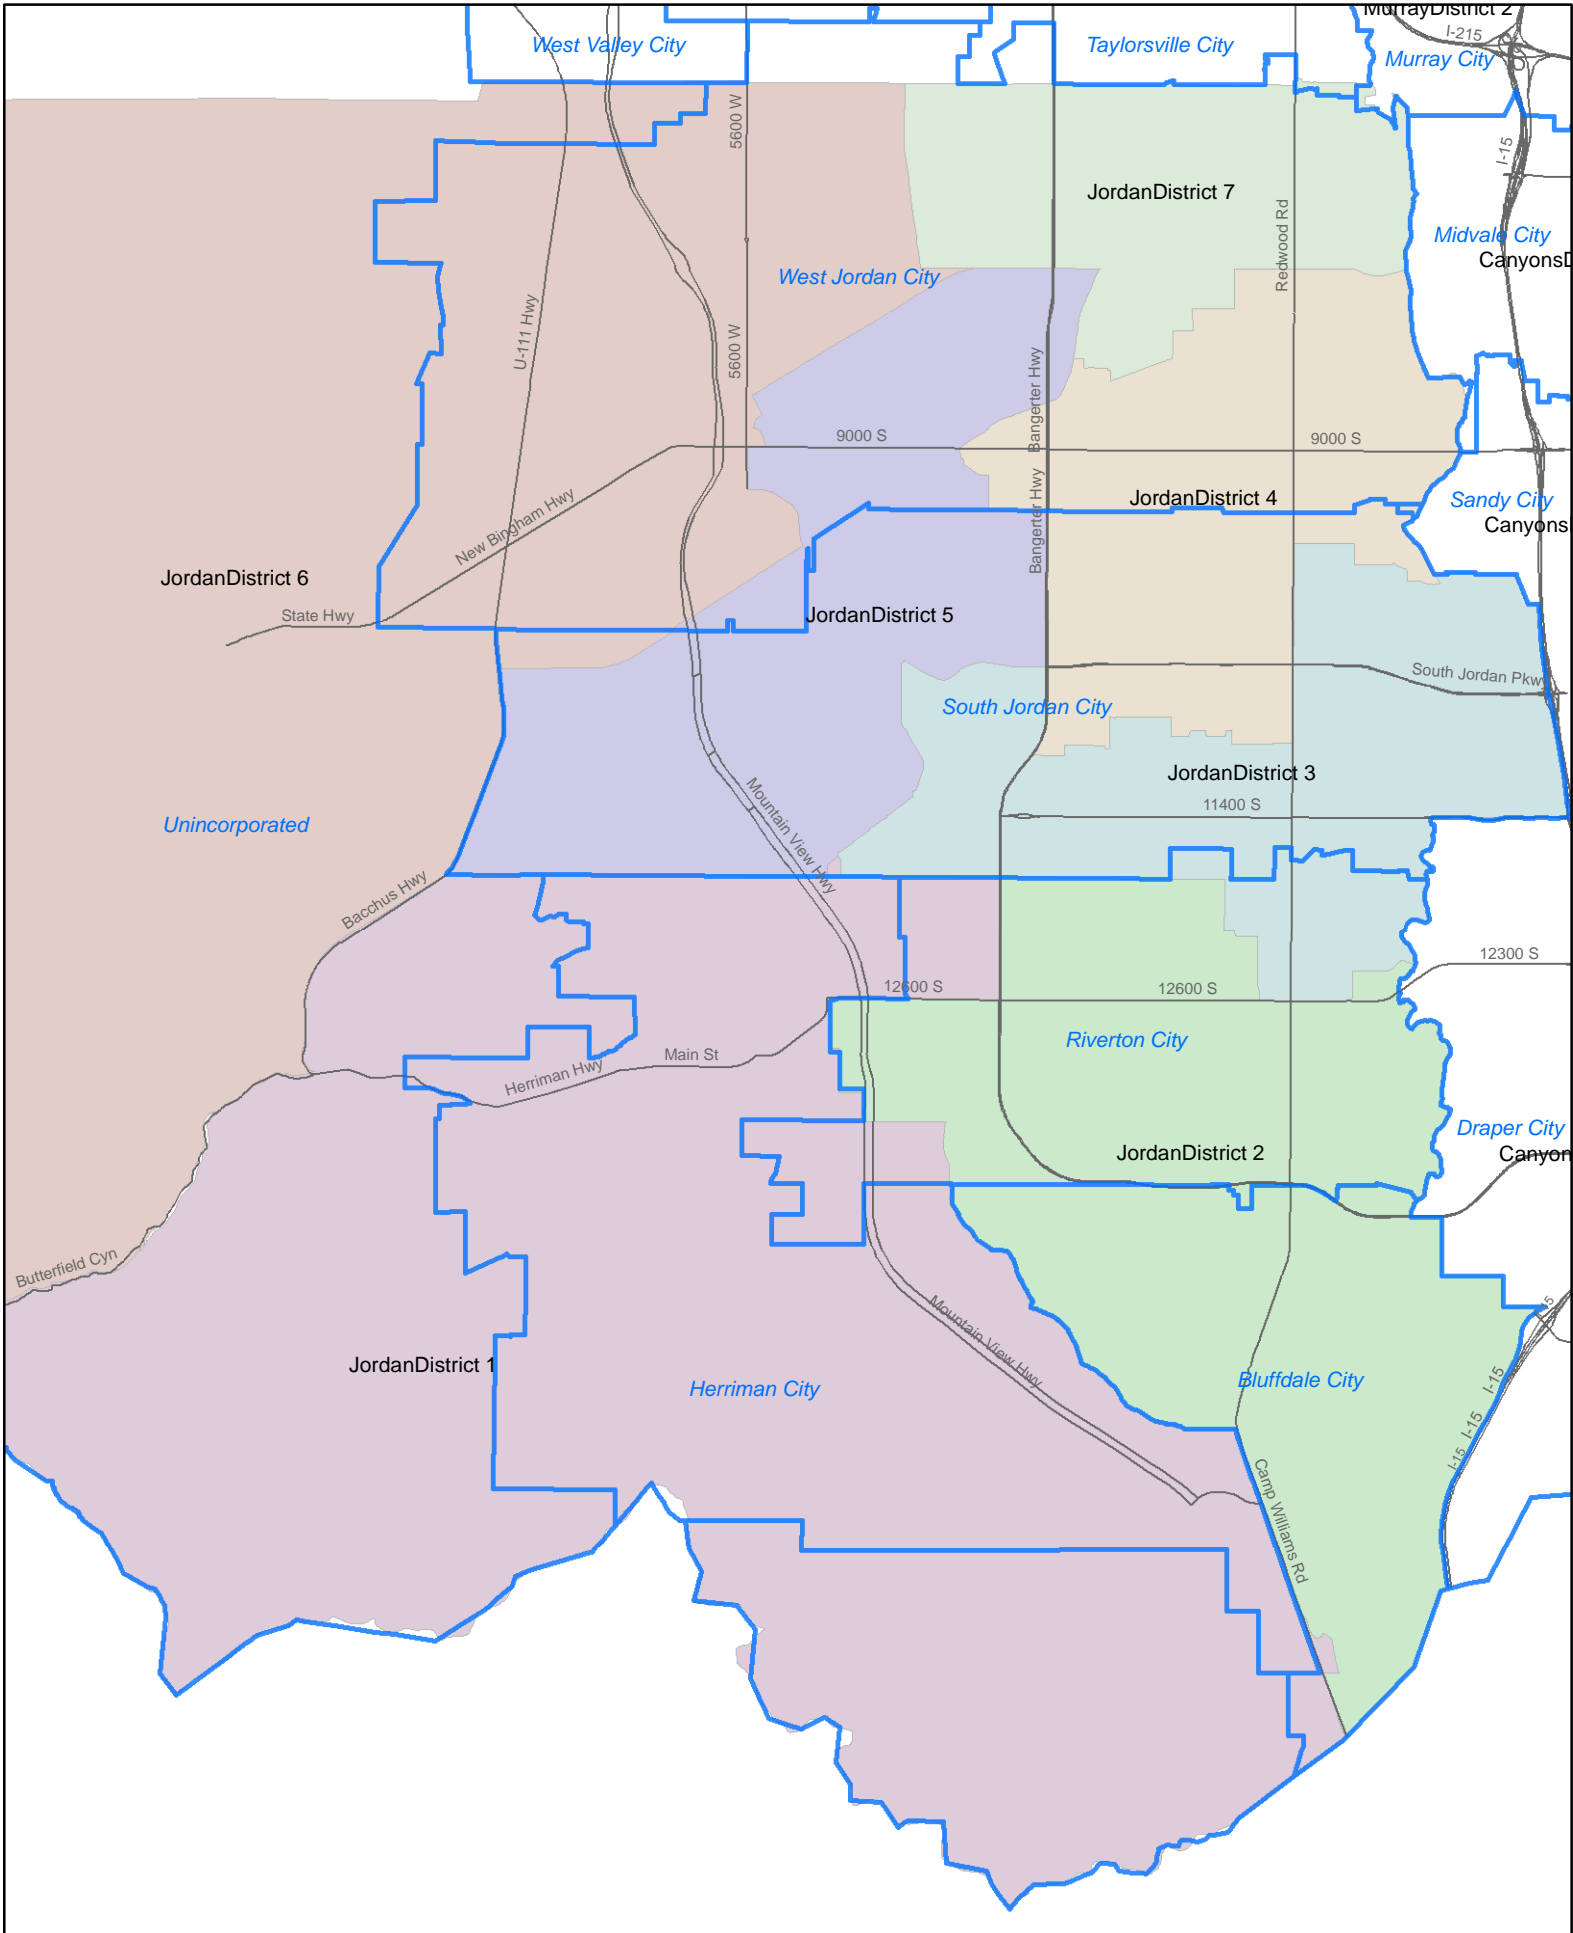 MurrayDistrict 2
I-215
West Valley City
Taylorsville City
Murray City
5600 W
I-15
JordanDistrict 7
Redwood Rd
Midvale City
CanyonsD
West Jordan City
U-111 Hwy
5600 W
Bangerter Hwy
9000 S
9000 S
Bangerter Hwy
JordanDistrict 4
Sandy City
Canyons
New Bingham Hwy
JordanDistrict 6
State Hwy
JordanDistrict 5
South Jordan Pkwy
South Jordan City
JordanDistrict 3
11400 S
Mountain View Hwy
Unincorporated
Bacchus Hwy
12300 S
12600 S
12600 S
Riverton City
Main St
Herriman Hwy
Draper City
JordanDistrict 2
Canyon
Butterfield Cyn
15
Mountain View Hwy
JordanDistrict 1
Herriman City
Bluffdale City
I-15
I-15
I-15
Camp Williams Rd